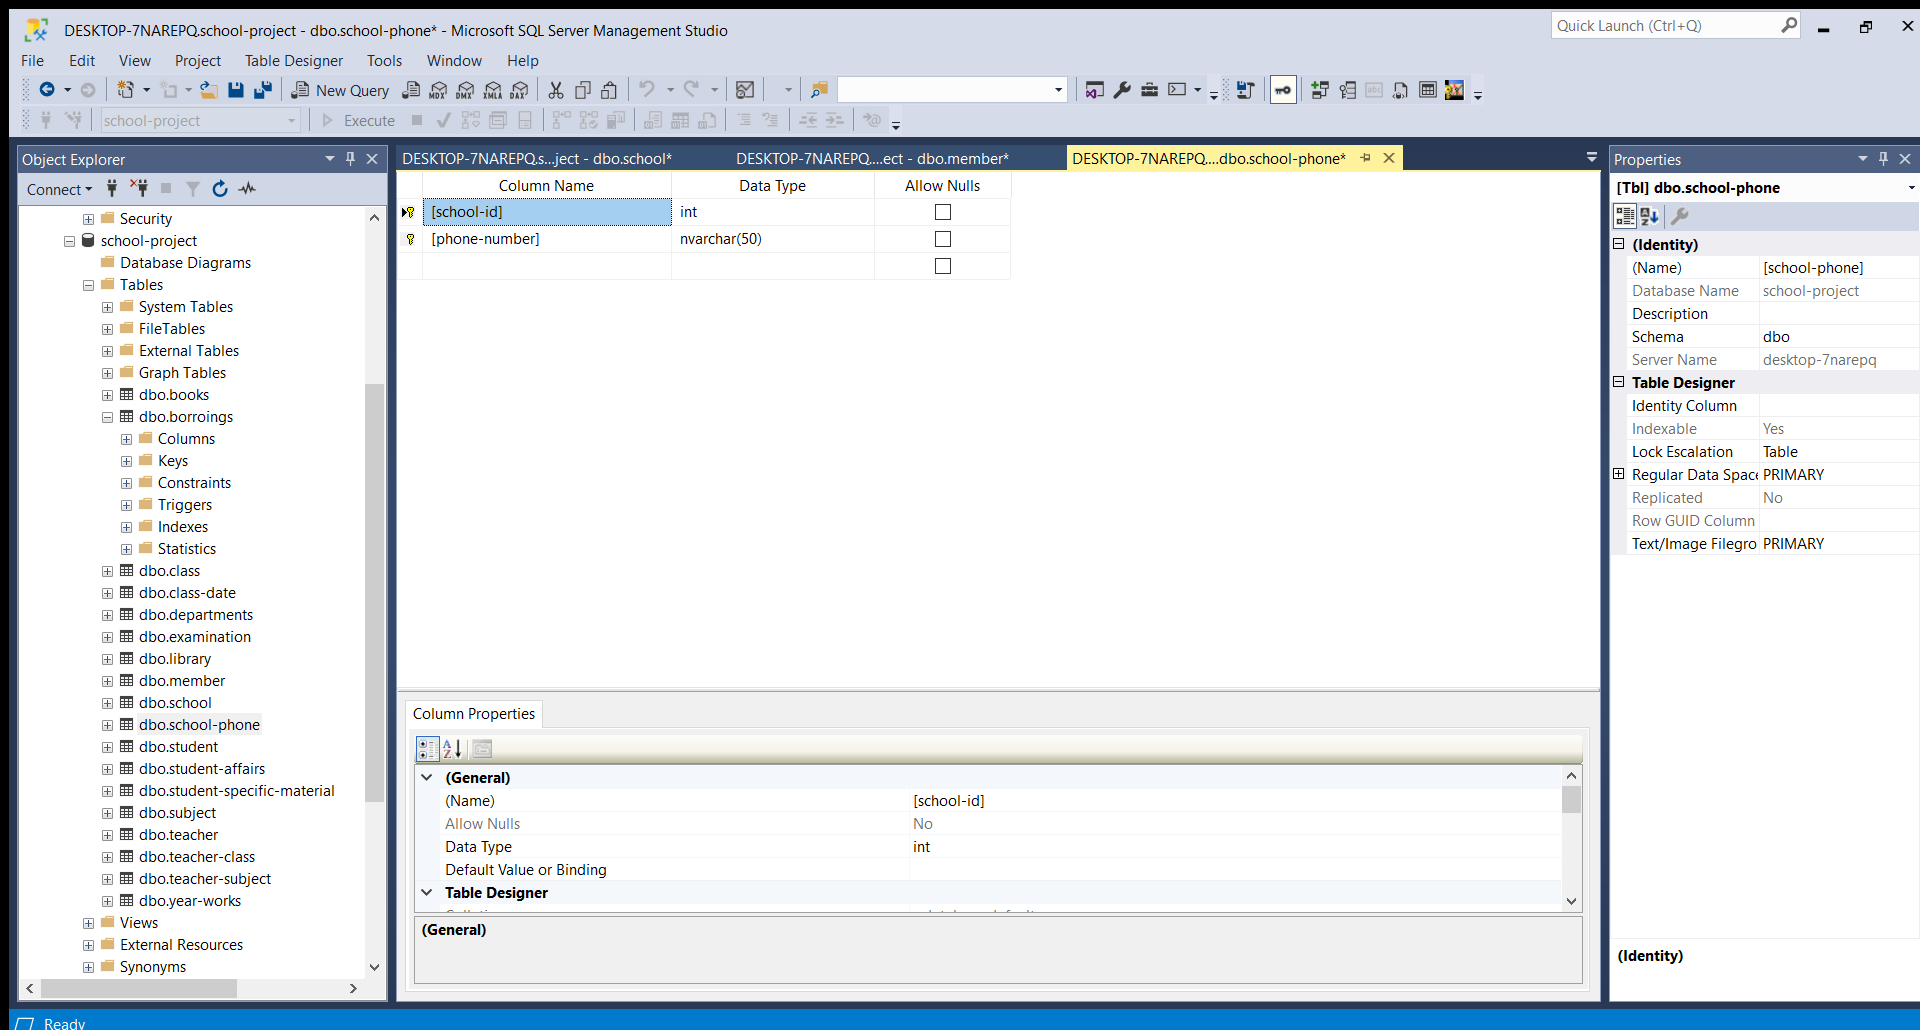 DESKTOP-7NAREPQ.school-project - dbo.school-phone* - Microsoft SQL Server Management Studio
Quick Launch (Ctrl+Q)
File Edit View Project Table Designer Tools Window Help
New Query MDX DMX XMLA DAX
school-project Execute
Object Explorer
Connect
Security
school-project
Database Diagrams
Tables
System Tables
FileTables
External Tables
Graph Tables
dbo.books
dbo.borroings
Columns
Keys
Constraints
Triggers
Indexes
Statistics
dbo.class
dbo.class-date
dbo.departments
dbo.examination
dbo.library
dbo.member
dbo.school
dbo.school-phone
dbo.student
dbo.student-affairs
dbo.student-specific-material
dbo.subject
dbo.teacher
dbo.teacher-class
dbo.teacher-subject
dbo.year-works
Views
External Resources
Synonyms
DESKTOP-7NAREPQ.s...ject - dbo.school* DESKTOP-7NAREPQ....ect - dbo.member* DESKTOP-7NAREPQ....dbo.school-phone*
Column Name Data Type Allow Nulls
[school-id] int
[phone-number] nvarchar(50)
Column Properties
(General)
(Name) [school-id]
Allow Nulls No
Data Type int
Default Value or Binding
Table Designer
(General)
Properties
[Tbl] dbo.school-phone
(Identity)
(Name) [school-phone]
Database Name school-project
Description
Schema dbo
Server Name desktop-7narepq
Table Designer
Identity Column
Indexable Yes
Lock Escalation Table
Regular Data Space PRIMARY
Replicated No
Row GUID Column
Text/Image Filegro PRIMARY
(Identity)
Ready